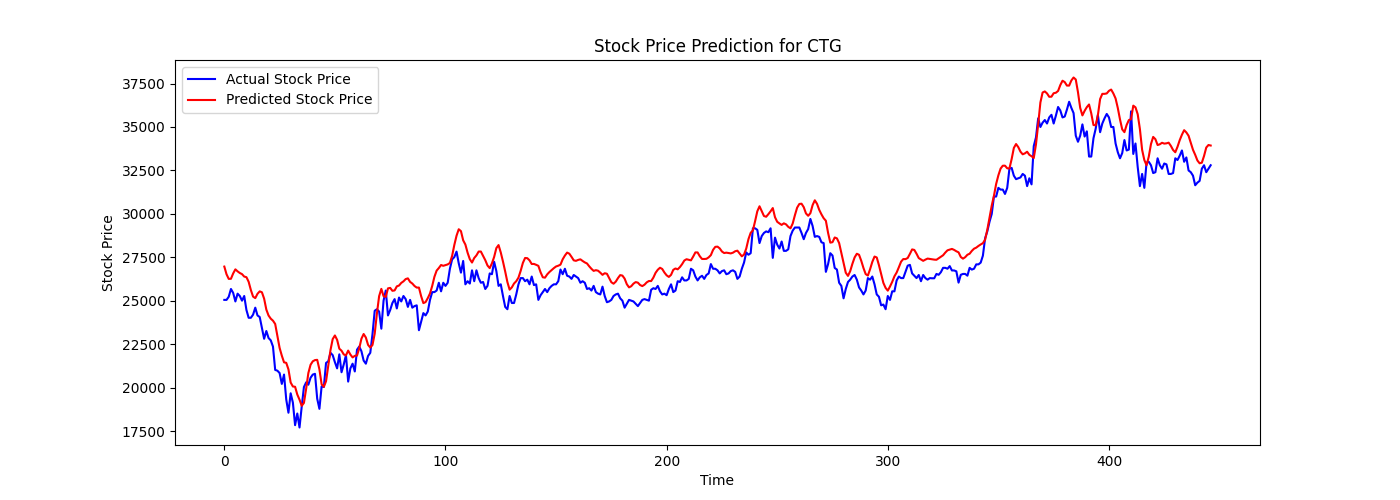 Stock Price Prediction for CTG
Actual Stock Price
Predicted Stock Price
37500
35000
32500
30000
27500
25000
22500
20000
17500
Stock Price
0 100 200 300 400
Time